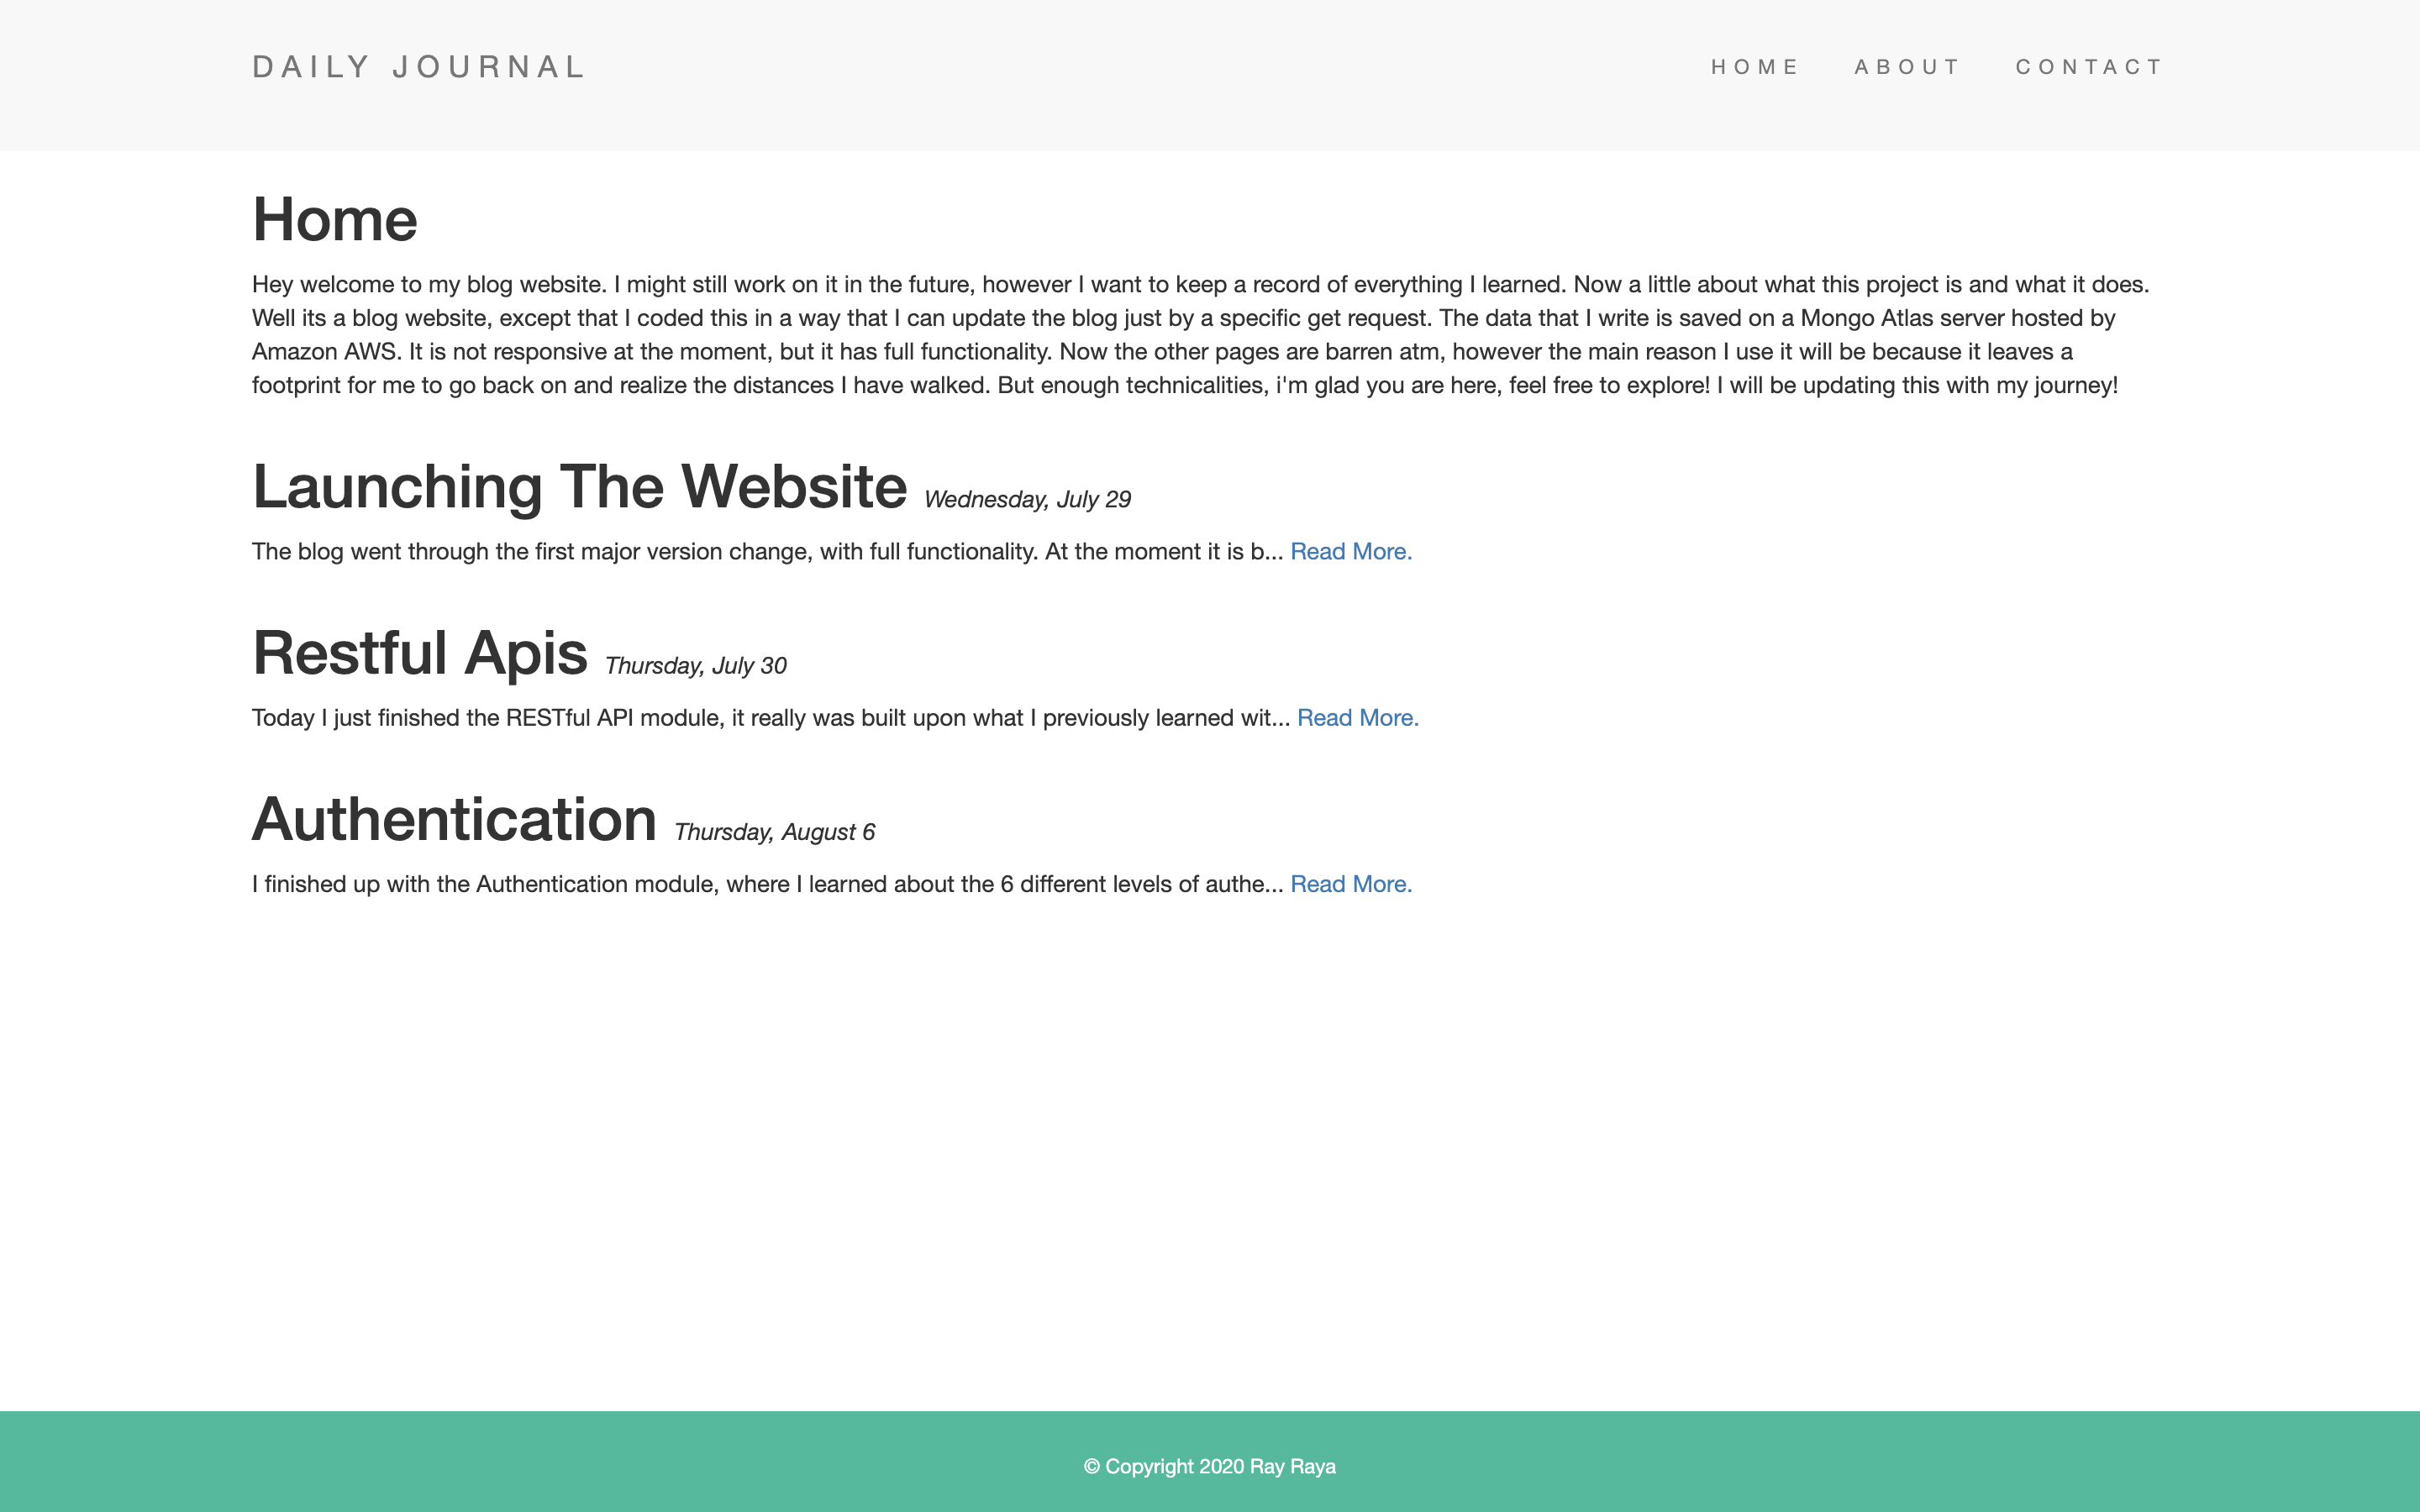 DAILY JOURNAL
HOME ABOUT CONTACT
Home
Hey welcome to my blog website. I might still work on it in the future, however I want to keep a record of everything I learned. Now a little about what this project is and what it does.
Well its a blog website, except that I coded this in a way that I can update the blog just by a specific get request. The data that I write is saved on a Mongo Atlas server hosted by
Amazon AWS. It is not responsive at the moment, but it has full functionality. Now the other pages are barren atm, however the main reason I use it will be because it leaves a
footprint for me to go back on and realize the distances I have walked. But enough technicalities, i'm glad you are here, feel free to explore! I will be updating this with my journey!
Launching The Website Wednesday, July 29
The blog went through the first major version change, with full functionality. At the moment it is b... Read More.
Restful Apis Thursday, July 30
Today I just finished the RESTful API module, it really was built upon what I previously learned wit... Read More.
Authentication Thursday, August 6
I finished up with the Authentication module, where I learned about the 6 different levels of authe... Read More.
© Copyright 2020 Ray Raya